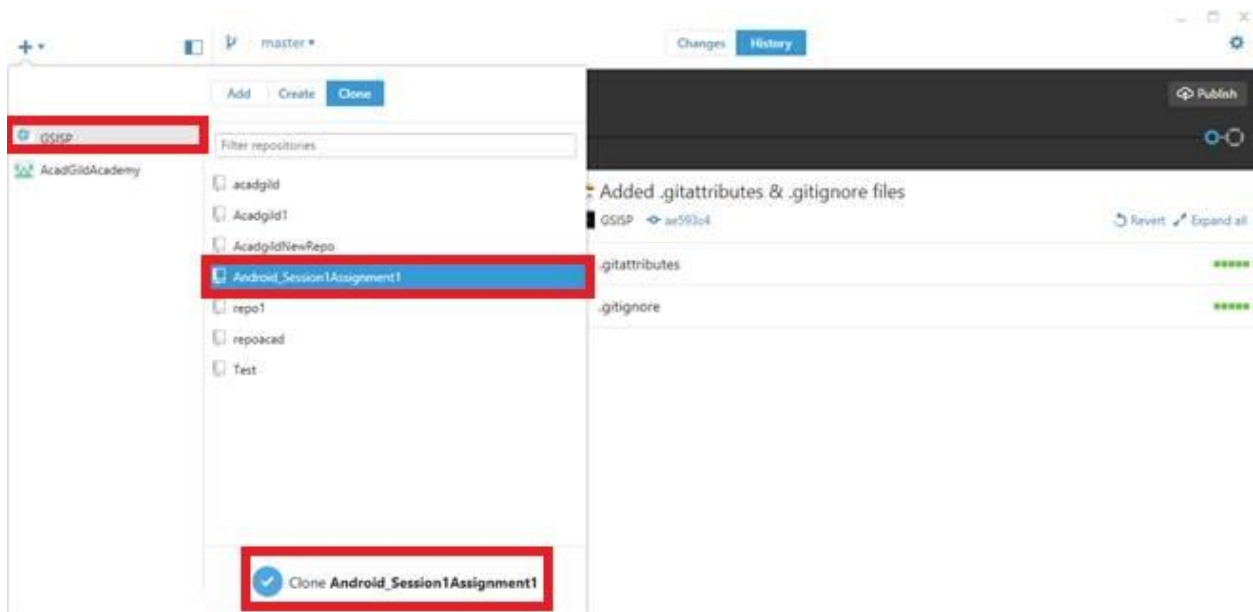 master
Changes History
Add Create Clone
Publish
GSISP
Filter repositories
AcadGildAcademy
acadgild
Acadgild1
AcadgildNewRepo
Android_Session1Assignment1
repo1
repoacad
Test
Clone Android_Session1Assignment1
Added .gitattributes & .gitignore files
GSISP ae593c4
Revert Expand all
.gitattributes
.gitignore